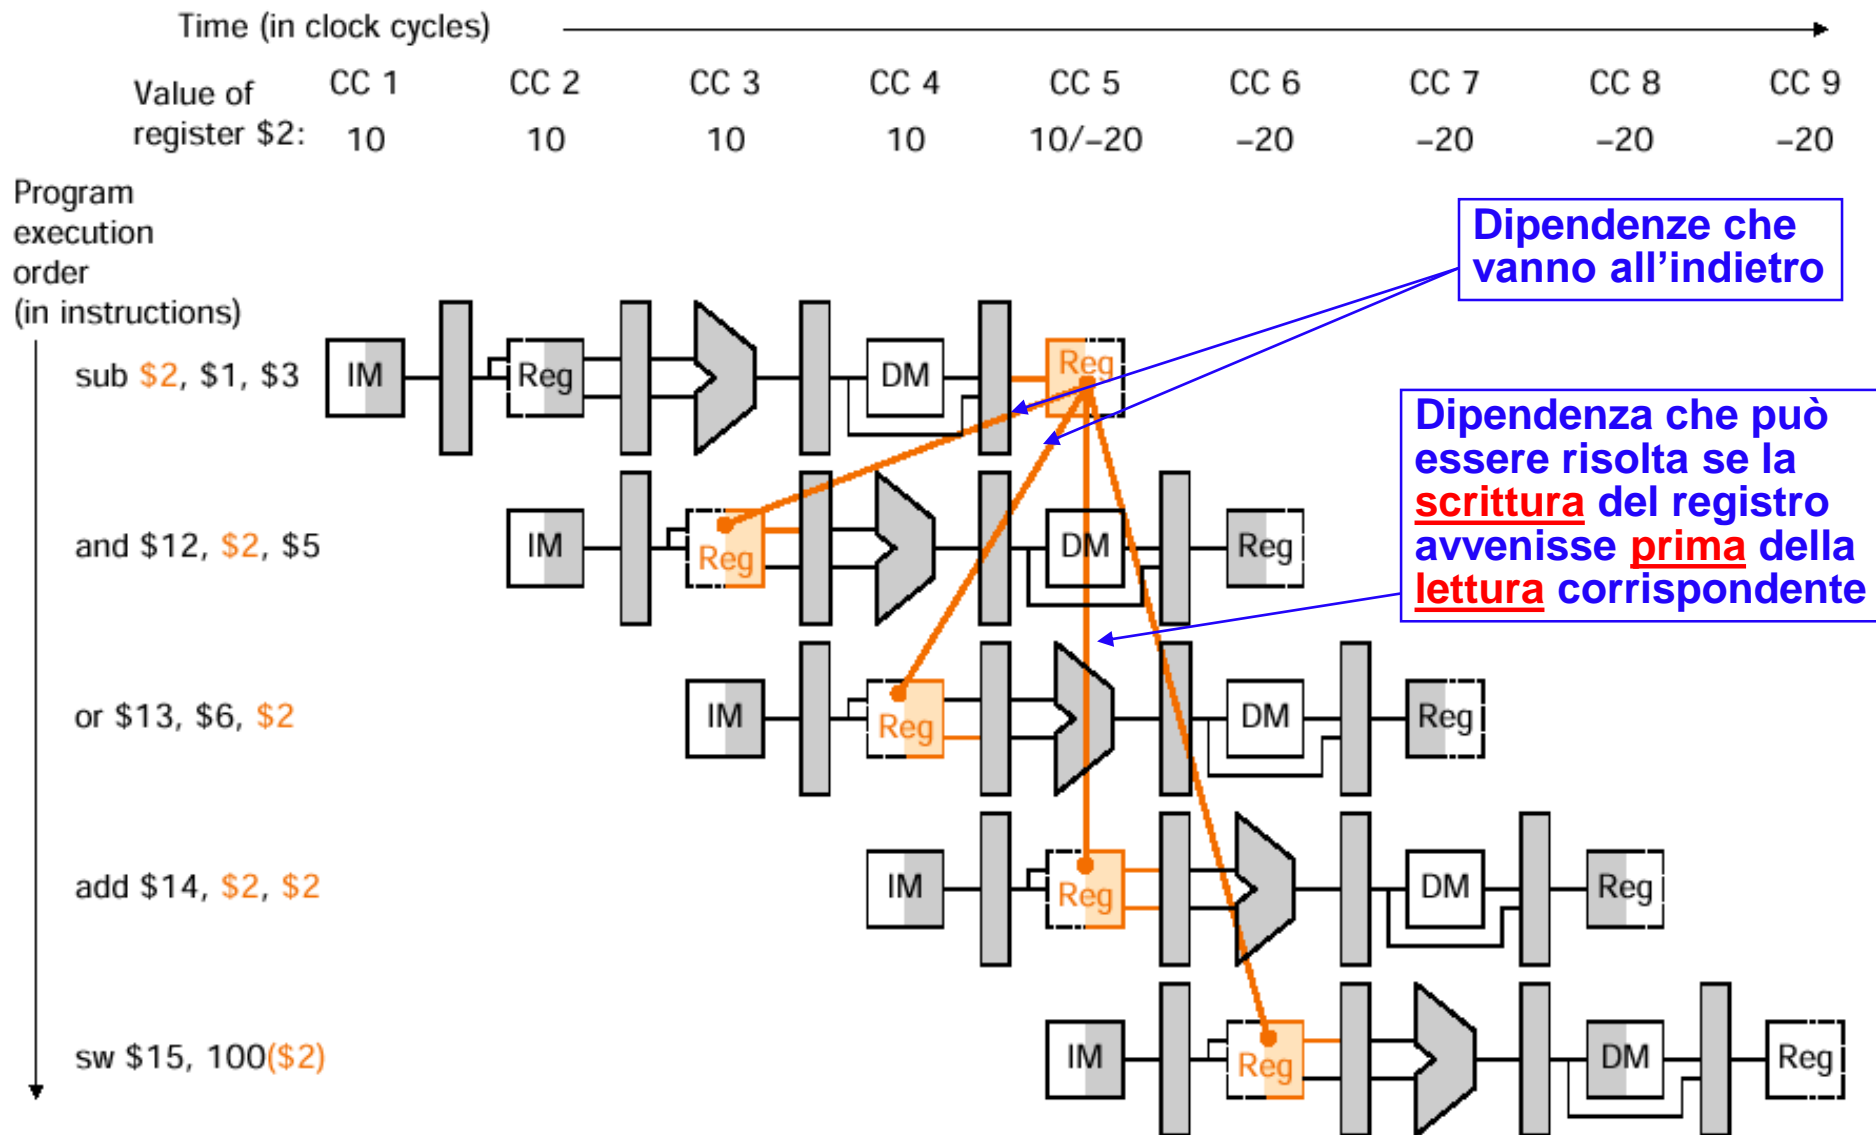 Time (in clock cycles)
CC 1 CC 2 CC 3 CC 4 CC 5 CC 6 CC 7 CC 8 CC 9
Value of
register $2: 10 10 10 10 10/–20 –20 –20 –20 –20
Program
execution
order
(in instructions)
Dipendenze che
vanno all’indietro
sub $2, $1, $3 IM Reg DM Reg
Dipendenza che può
essere risolta se la
scrittura del registro
avvenisse prima della
lettura corrispondente
and $12, $2, $5 IM Reg DM Reg
or $13, $6, $2 IM Reg DM Reg
add $14, $2, $2 IM Reg DM Reg
sw $15, 100($2) IM Reg DM Reg